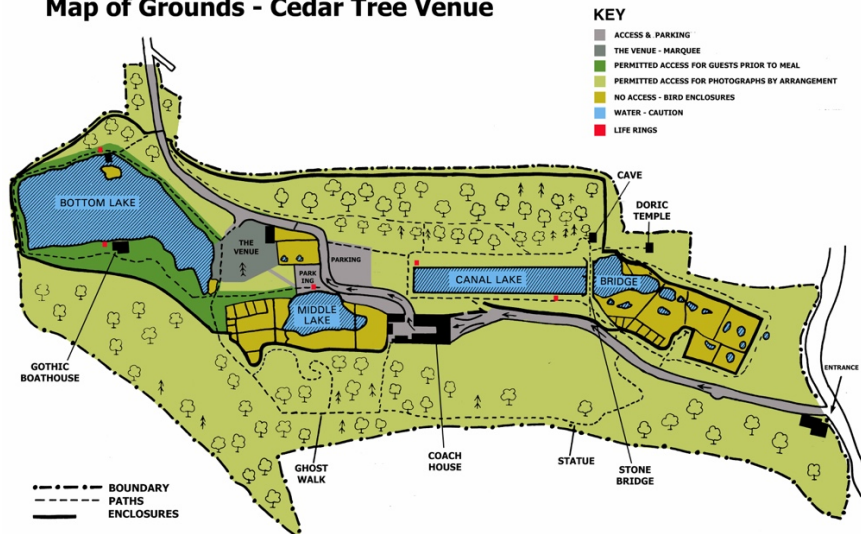 Map of Grounds - Cedar Tree Venue
KEY
ACCESS & PARKING
THE VENUE - MARQUEE
PERMITTED ACCESS FOR GUESTS PRIOR TO MEAL
PERMITTED ACCESS FOR PHOTOGRAPHS BY ARRANGEMENT
NO ACCESS - BIRD ENCLOSURES
WATER - CAUTION
LIFE RINGS
CAVE
DORIC
TEMPLE
BOTTOM LAKE
THE
VENUE
PARKING
PARK
ING
CANAL LAKE
BRIDGE
MIDDLE
LAKE
GOTHIC
BOATHOUSE
ENTRANCE
GHOST
WALK
COACH
HOUSE
STATUE
STONE
BRIDGE
BOUNDARY
PATHS
ENCLOSURES